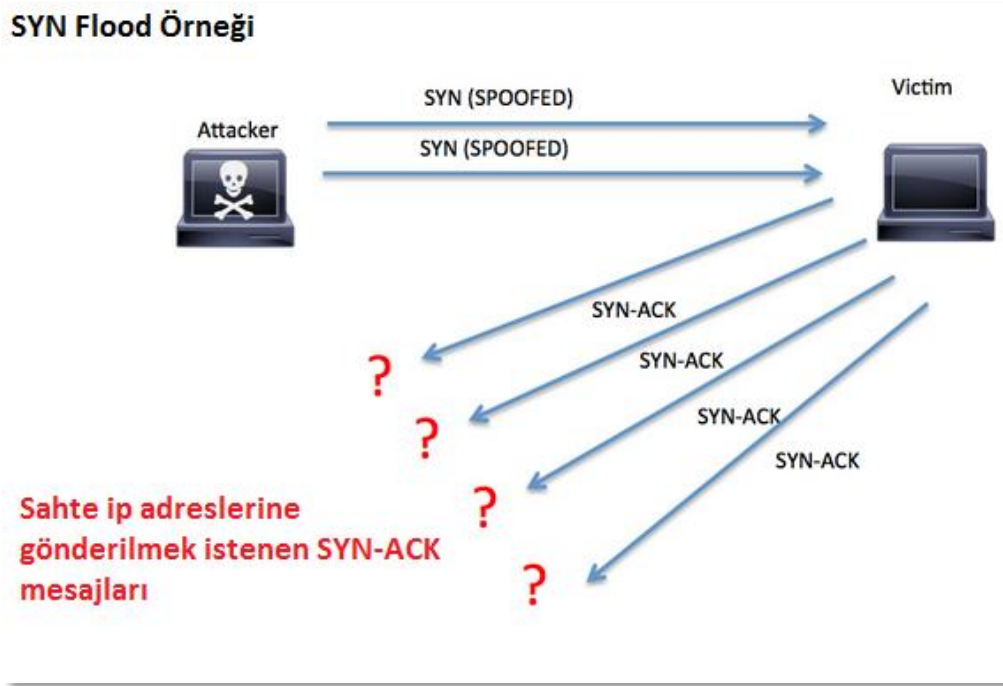 SYN Flood Örneği
SYN (SPOOFED)
Victim
Attacker
SYN (SPOOFED)
SYN-ACK
?
SYN-ACK
?
SYN-ACK
SYN-ACK
?
Sahte ip adreslerine
gönderilmek istenen SYN-ACK
mesajları
?